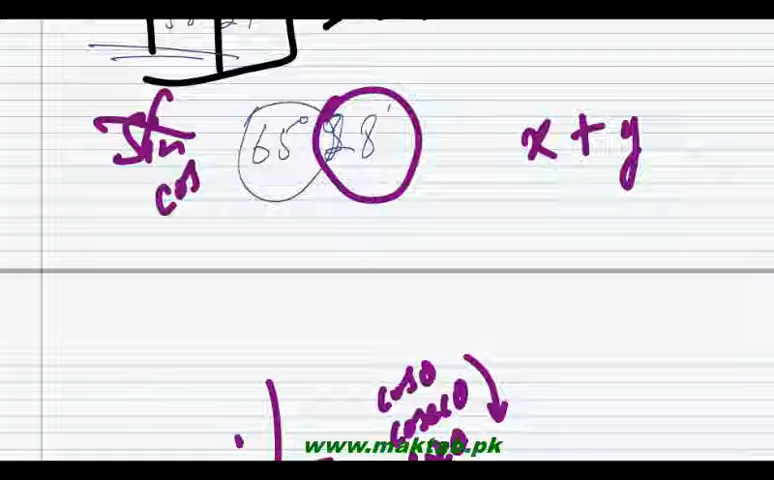 sin 65° 28' x + y
cos
cosθ
cosecθ
www.maktab.pk